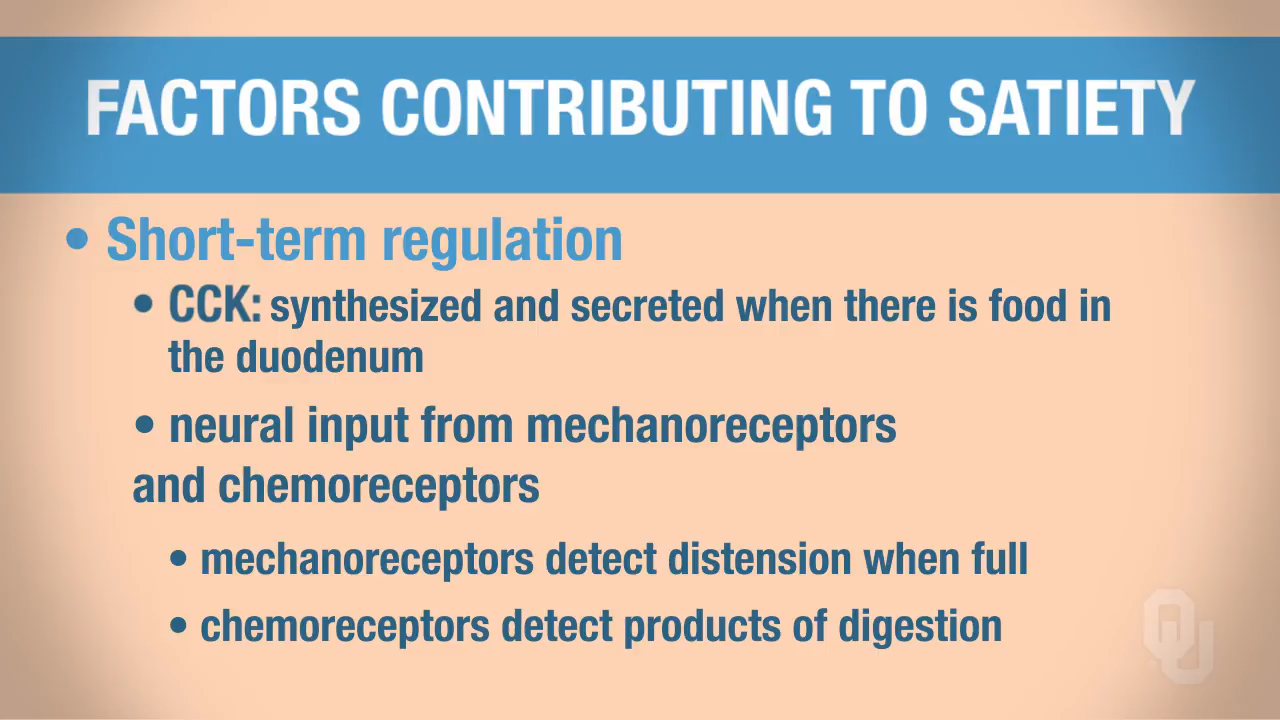 FACTORS CONTRIBUTING TO SATIETY
• Short-term regulation
• CCK: synthesized and secreted when there is food in
the duodenum
• neural input from mechanoreceptors
and chemoreceptors
• mechanoreceptors detect distension when full
• chemoreceptors detect products of digestion
OU